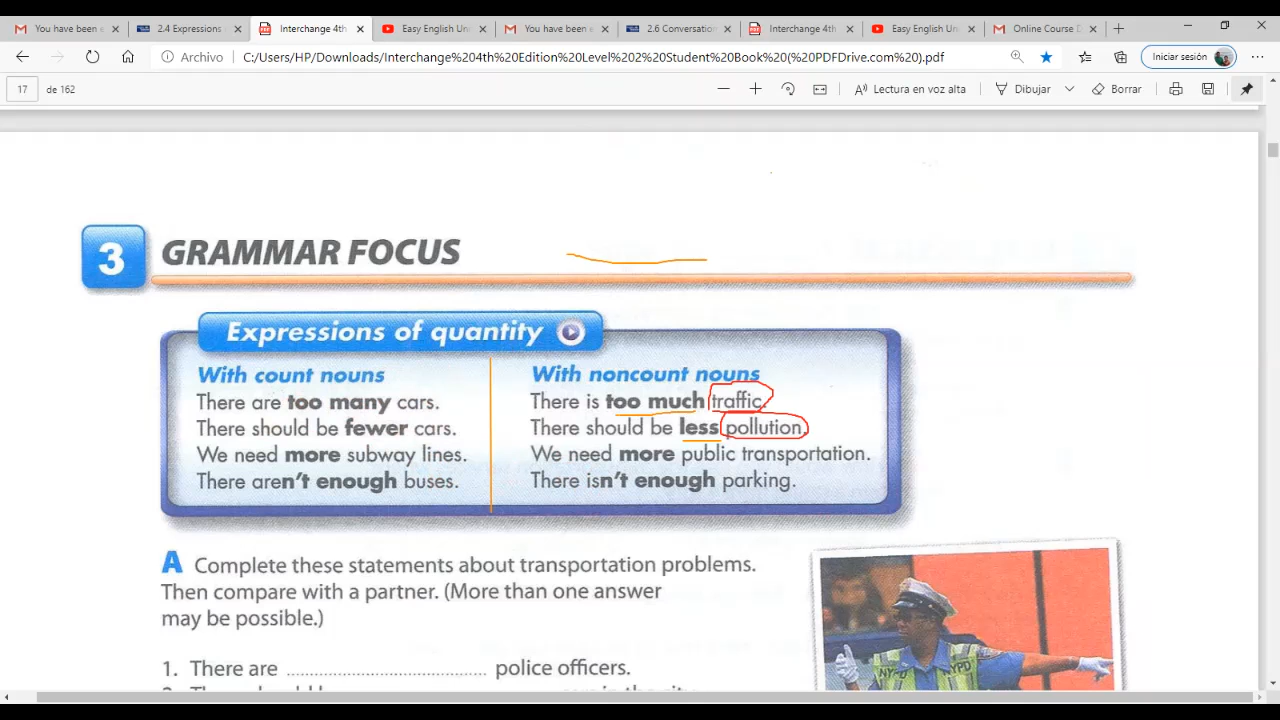 You have been s
2.4 Expressions
Interchange 4th
Easy English Un
You have been s
2.6 Conversation
Interchange 4th
Easy English Un
Online Course D
Archivo
C:/Users/HP/Downloads/Interchange%204th%20Edition%20Level%202%20Student%20Book%20(%20PDFDrive.com%20).pdf
Iniciar sesión
17 de 162
Lectura en voz alta
Dibujar
Borrar
3 GRAMMAR FOCUS
Expressions of quantity
With count nouns
There are too many cars.
There should be fewer cars.
We need more subway lines.
There aren't enough buses.
With noncount nouns
There is too much traffic.
There should be less pollution.
We need more public transportation.
There isn't enough parking.
A Complete these statements about transportation problems.
Then compare with a partner. (More than one answer
may be possible.)
1. There are ........................................ police officers.
NYPD